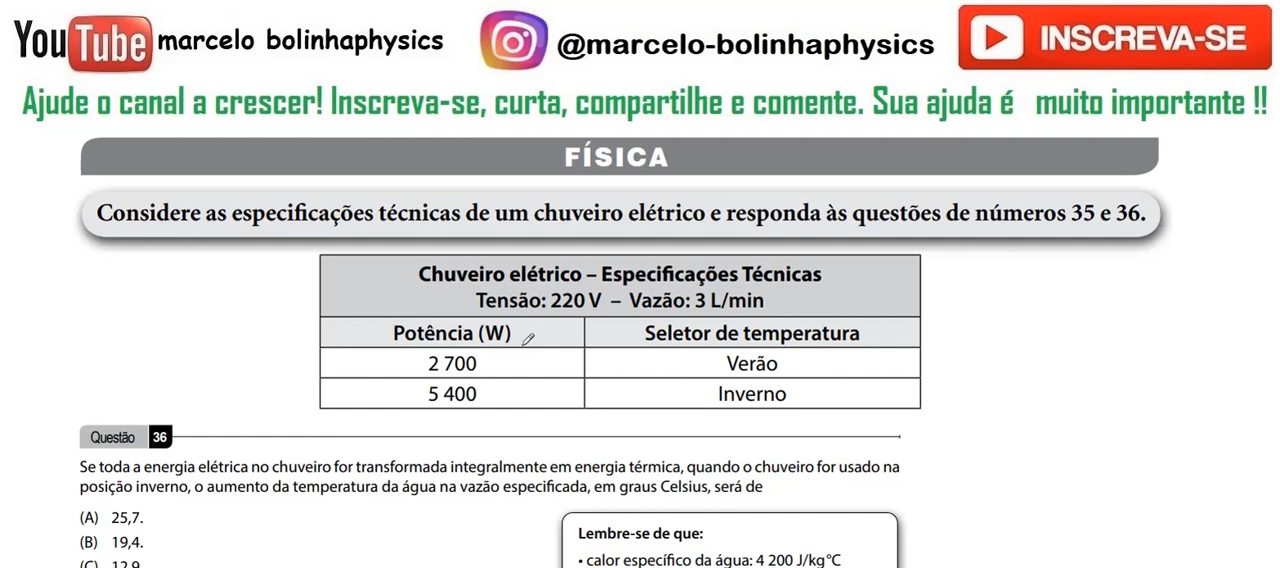 YouTube marcelo bolinhaphysics @marcelo-bolinhaphysics INSCREVA-SE
Ajude o canal a crescer! Inscreva-se, curta, compartilhe e comente. Sua ajuda é muito importante !!
FÍSICA
Considere as especificações técnicas de um chuveiro elétrico e responda às questões de números 35 e 36.
Chuveiro elétrico – Especificações Técnicas
Tensão: 220 V – Vazão: 3 L/min
Potência (W) Seletor de temperatura
2 700 Verão
5 400 Inverno
Questão 36
Se toda a energia elétrica no chuveiro for transformada integralmente em energia térmica, quando o chuveiro for usado na
posição inverno, o aumento da temperatura da água na vazão especificada, em graus Celsius, será de
(A) 25,7.
(B) 19,4.
(C) 12,9
Lembre-se de que:
• calor específico da água: 4 200 J/kg°C